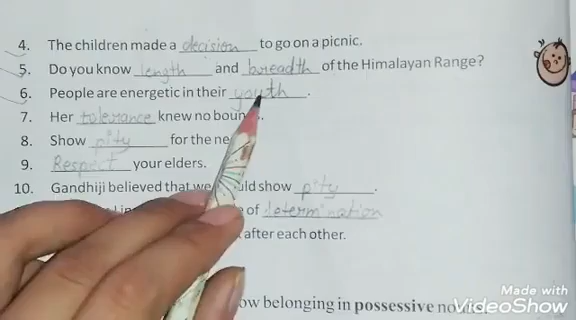 4. The children made a decision to go on a picnic.
5. Do you know length and breadth of the Himalayan Range?
6. People are energetic in their youth.
7. Her tolerance knew no bounds.
8. Show pity for the
9. Respect your elders.
10. Gandhiji believed that we should show pity.
of determination
after each other.
belonging in possessive
Made with
VideoShow